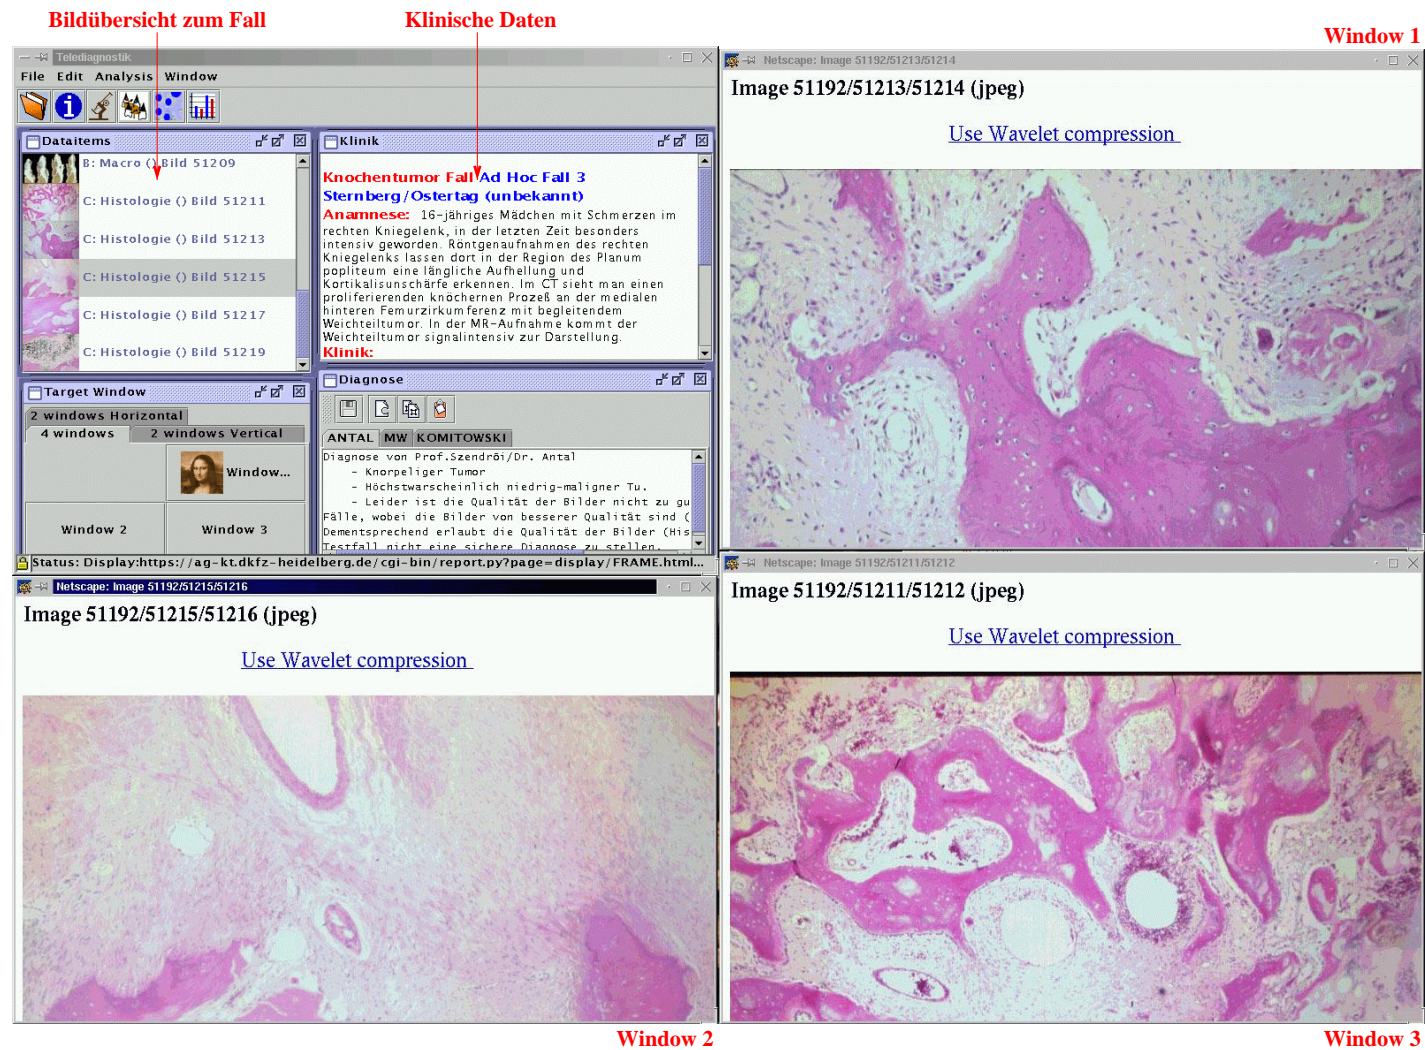 Bildübersicht zum Fall
Klinische Daten
Window 1
Telediagnostik
File Edit Analysis Window
Dataitems
B: Macro () Bild 51209
C: Histologie () Bild 51211
C: Histologie () Bild 51213
C: Histologie () Bild 51215
C: Histologie () Bild 51217
C: Histologie () Bild 51219
Klinik
Knochentumor Fall Ad Hoc Fall 3
Sternberg/Ostertag (unbekannt)
Anamnese: 16-jähriges Mädchen mit Schmerzen im
rechten Kniegelenk, in der letzten Zeit besonders
intensiv geworden. Röntgenaufnahmen des rechten
Kniegelenks lassen dort in der Region des Planum
popliteum eine längliche Aufhellung und
Kortikalisunschärfe erkennen. Im CT sieht man einen
proliferierenden knöchernen Prozeß an der medialen
hinteren Femurzirkumferenz mit begleitendem
Weichteiltumor. In der MR-Aufnahme kommt der
Weichteiltumor signalintensiv zur Darstellung.
Klinik:
Target Window
2 windows Horizontal
4 windows 2 windows Vertical
Window...
Window 2 Window 3
Diagnose
ANTAL MW KOMITOWSKI
Diagnose von Prof.Szendröi/Dr. Antal
- Knorpeliger Tumor
- Höchstwarscheinlich niedrig-maligner Tu.
- Leider ist die Qualität der Bilder nicht zu gu
Fälle, wobei die Bilder von besserer Qualität sind (
Dementsprechend erlaubt die Qualität der Bilder (His
Testfall nicht eine sichere Diagnose zu stellen.
Status: Display:https://ag-kt.dkfz-heidelberg.de/cgi-bin/report.py?page=display/FRAME.html...
Netscape: Image 51192/51213/51214
Image 51192/51213/51214 (jpeg)
Use Wavelet compression
Netscape: Image 51192/51215/51216
Image 51192/51215/51216 (jpeg)
Use Wavelet compression
Netscape: Image 51192/51211/51212
Image 51192/51211/51212 (jpeg)
Use Wavelet compression
Window 2
Window 3